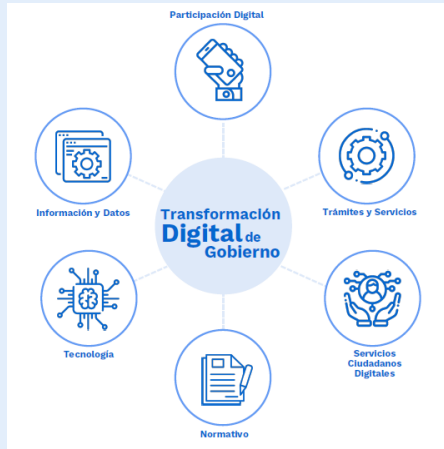 Participación Digital
Información y Datos
Trámites y Servicios
Transformación
Digital de
Gobierno
Tecnología
Servicios
Ciudadanos
Digitales
Normativo